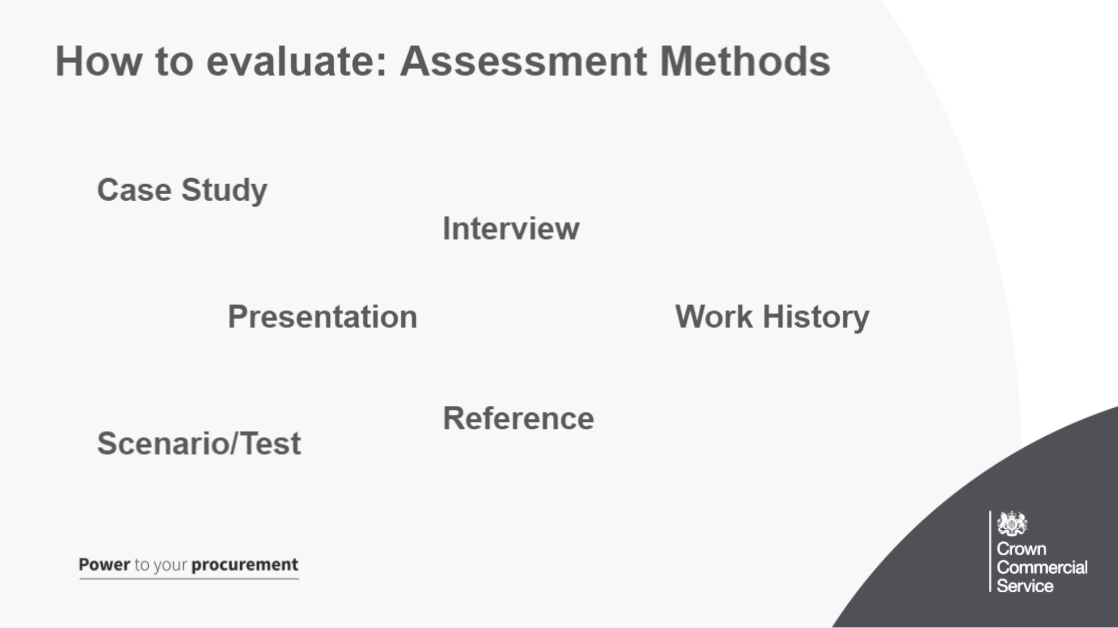 How to evaluate: Assessment Methods
Case Study
Interview
Presentation
Work History
Reference
Scenario/Test
Power to your procurement
Crown
Commercial
Service